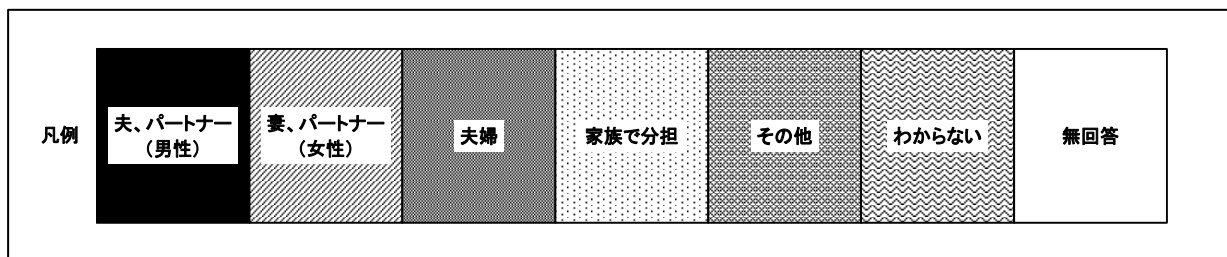 凡例
夫、パートナー
（男性）
妻、パートナー
（女性）
夫婦
家族で分担
その他
わからない
無回答